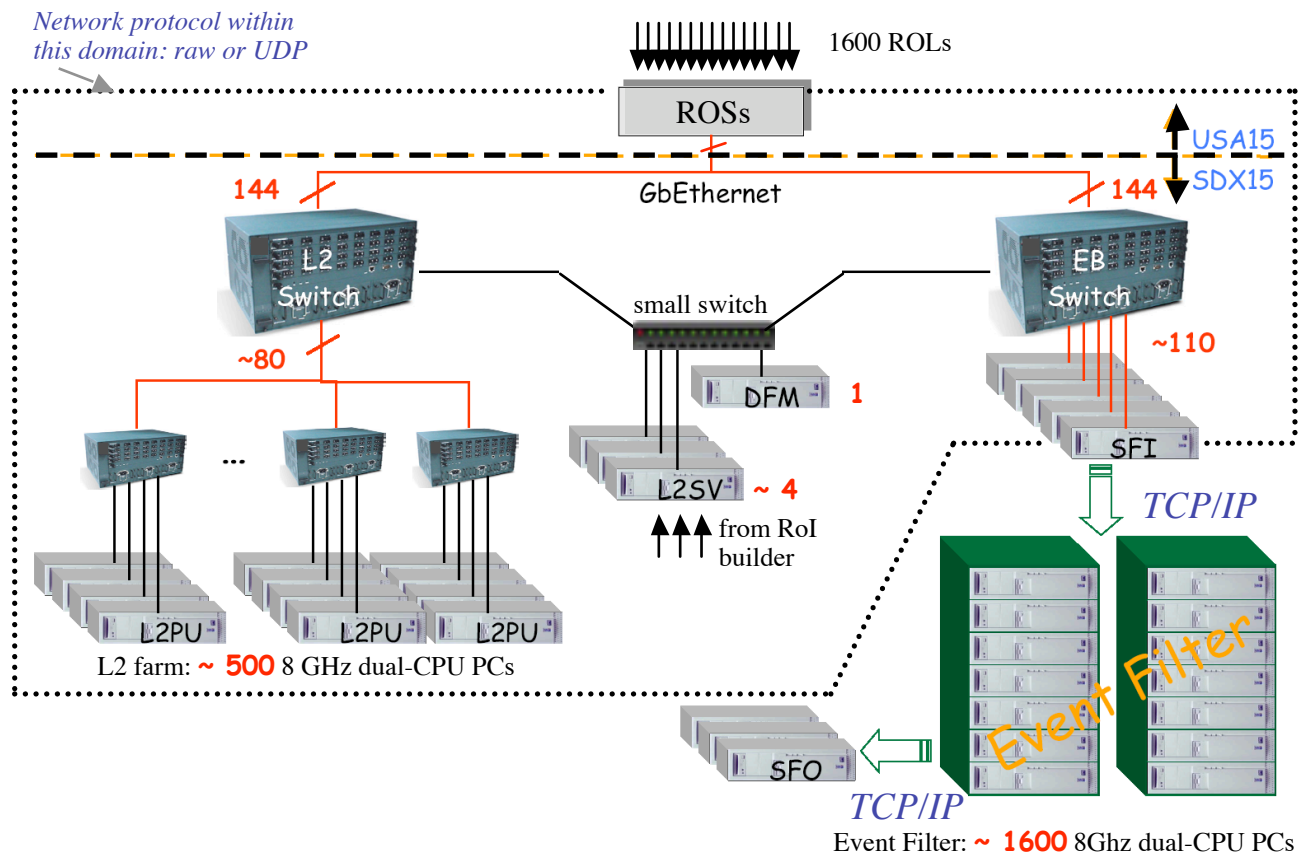 Network protocol within
this domain: raw or UDP
1600 ROLs
ROSs
USA15
SDX15
144
GbEthernet
144
L2
Switch
EB
Switch
small switch
~80
~110
DFM
1
SFI
...
L2SV
~ 4
from RoI
builder
TCP/IP
L2PU
L2PU
L2PU
L2 farm: ~ 500 8 GHz dual-CPU PCs
Event Filter
SFO
TCP/IP
Event Filter: ~ 1600 8Ghz dual-CPU PCs